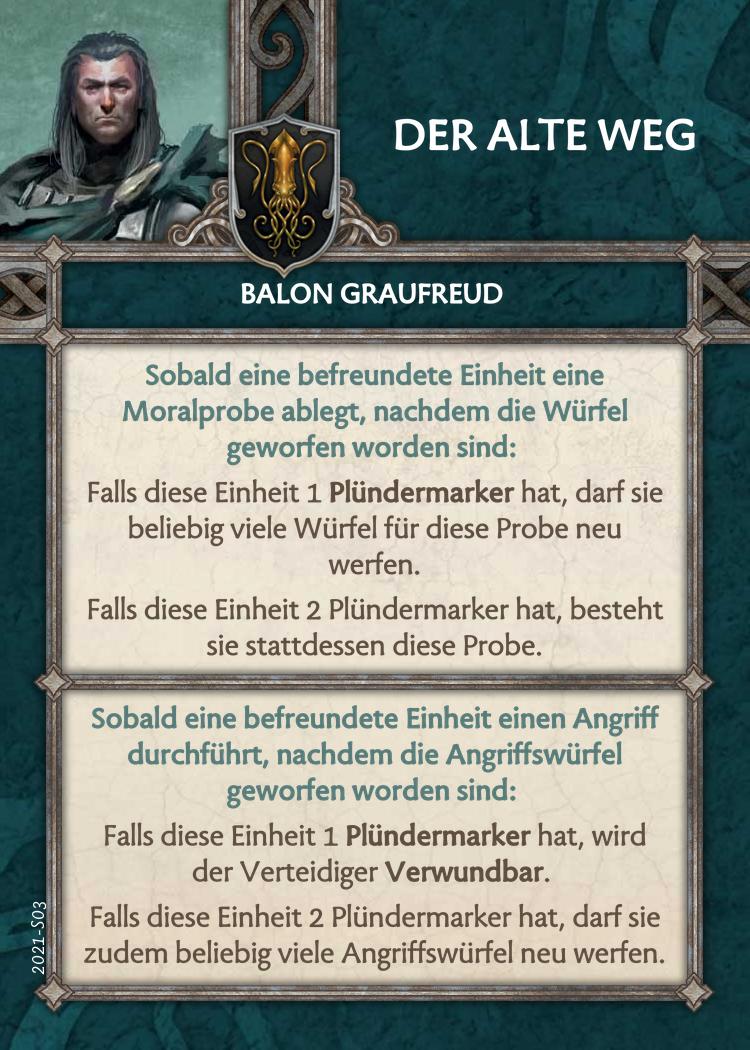 DER ALTE WEG
BALON GRAUFREUD
Sobald eine befreundete Einheit eine
Moralprobe ablegt, nachdem die Würfel
geworfen worden sind:
Falls diese Einheit 1 Plündermarker hat, darf sie
beliebig viele Würfel für diese Probe neu
werfen.
Falls diese Einheit 2 Plündermarker hat, besteht
sie stattdessen diese Probe.
Sobald eine befreundete Einheit einen Angriff
durchführt, nachdem die Angriffswürfel
geworfen worden sind:
Falls diese Einheit 1 Plündermarker hat, wird
der Verteidiger Verwundbar.
Falls diese Einheit 2 Plündermarker hat, darf sie
zudem beliebig viele Angriffswürfel neu werfen.
2021-S03